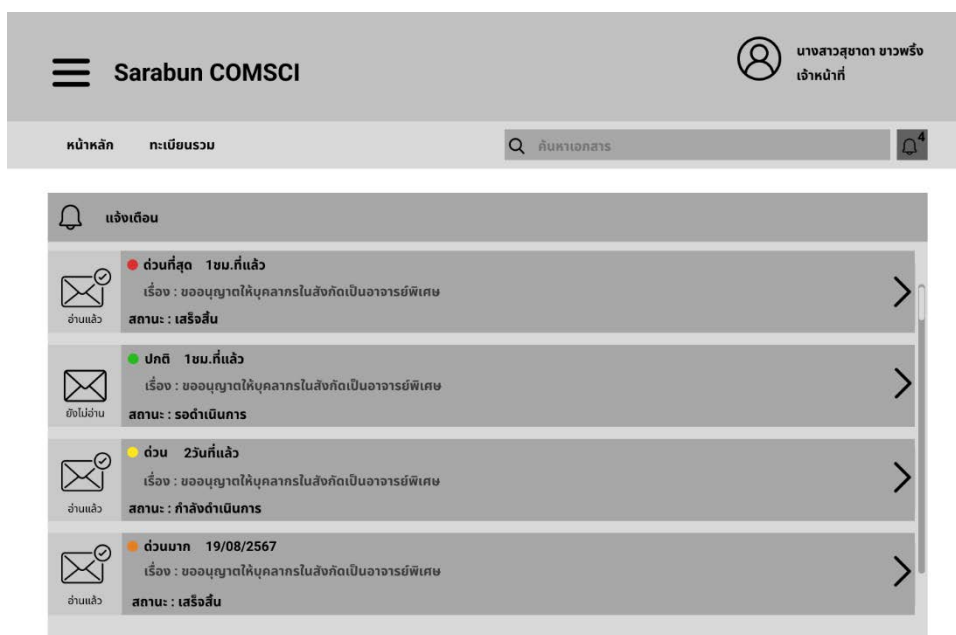 Sarabun COMSCI
นางสาวสุชาดา ขาวพริ้ง
เจ้าหน้าที่
หน้าหลัก ทะเบียนรวม
ค้นหาเอกสาร
4
แจ้งเตือน
ด่วนที่สุด 1ชม.ที่แล้ว
เรื่อง : ขออนุญาตให้บุคลากรในสังกัดเป็นอาจารย์พิเศษ
อ่านแล้ว
สถานะ : เสร็จสิ้น
ปกติ 1ชม.ที่แล้ว
เรื่อง : ขออนุญาตให้บุคลากรในสังกัดเป็นอาจารย์พิเศษ
ยังไม่อ่าน
สถานะ : รอดำเนินการ
ด่วน 2วันที่แล้ว
เรื่อง : ขออนุญาตให้บุคลากรในสังกัดเป็นอาจารย์พิเศษ
อ่านแล้ว
สถานะ : กำลังดำเนินการ
ด่วนมาก 19/08/2567
เรื่อง : ขออนุญาตให้บุคลากรในสังกัดเป็นอาจารย์พิเศษ
อ่านแล้ว
สถานะ : เสร็จสิ้น